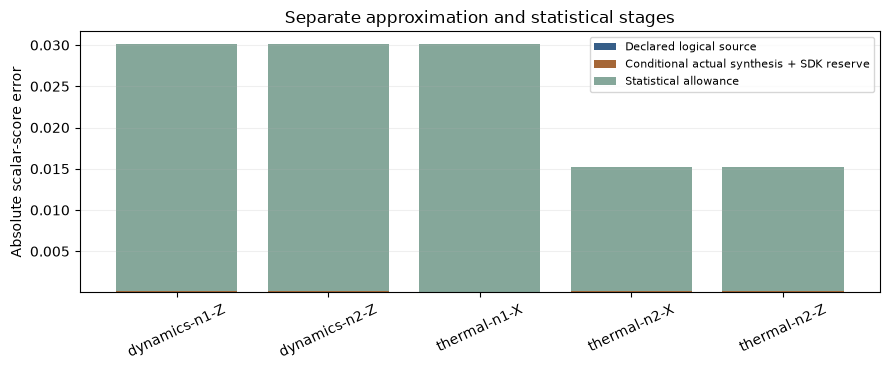 Separate approximation and statistical stages
Absolute scalar-score error
0.030
0.025
0.020
0.015
0.010
0.005
Declared logical source
Conditional actual synthesis + SDK reserve
Statistical allowance
dynamics-n1-Z
dynamics-n2-Z
thermal-n1-X
thermal-n2-X
thermal-n2-Z